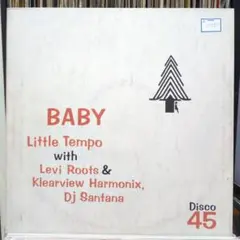 BABY
Little Tempo
with
Levi Roots &
Klearview Harmonix,
Dj Santana
Disco
45